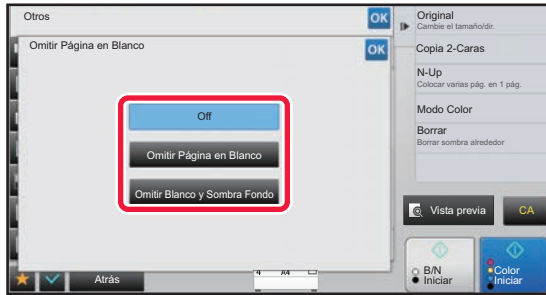 Otros
OK
Omitir Página en Blanco
OK
Off
Omitir Página en Blanco
Omitir Blanco y Sombra Fondo
Atrás
4 A4
Original
Cambie el tamaño/dir.
Copia 2-Caras
N-Up
Colocar varias pág. en 1 pág.
Modo Color
Borrar
Borrar sombra alrededor
Vista previa
CA
B/N
Iniciar
Color
Iniciar